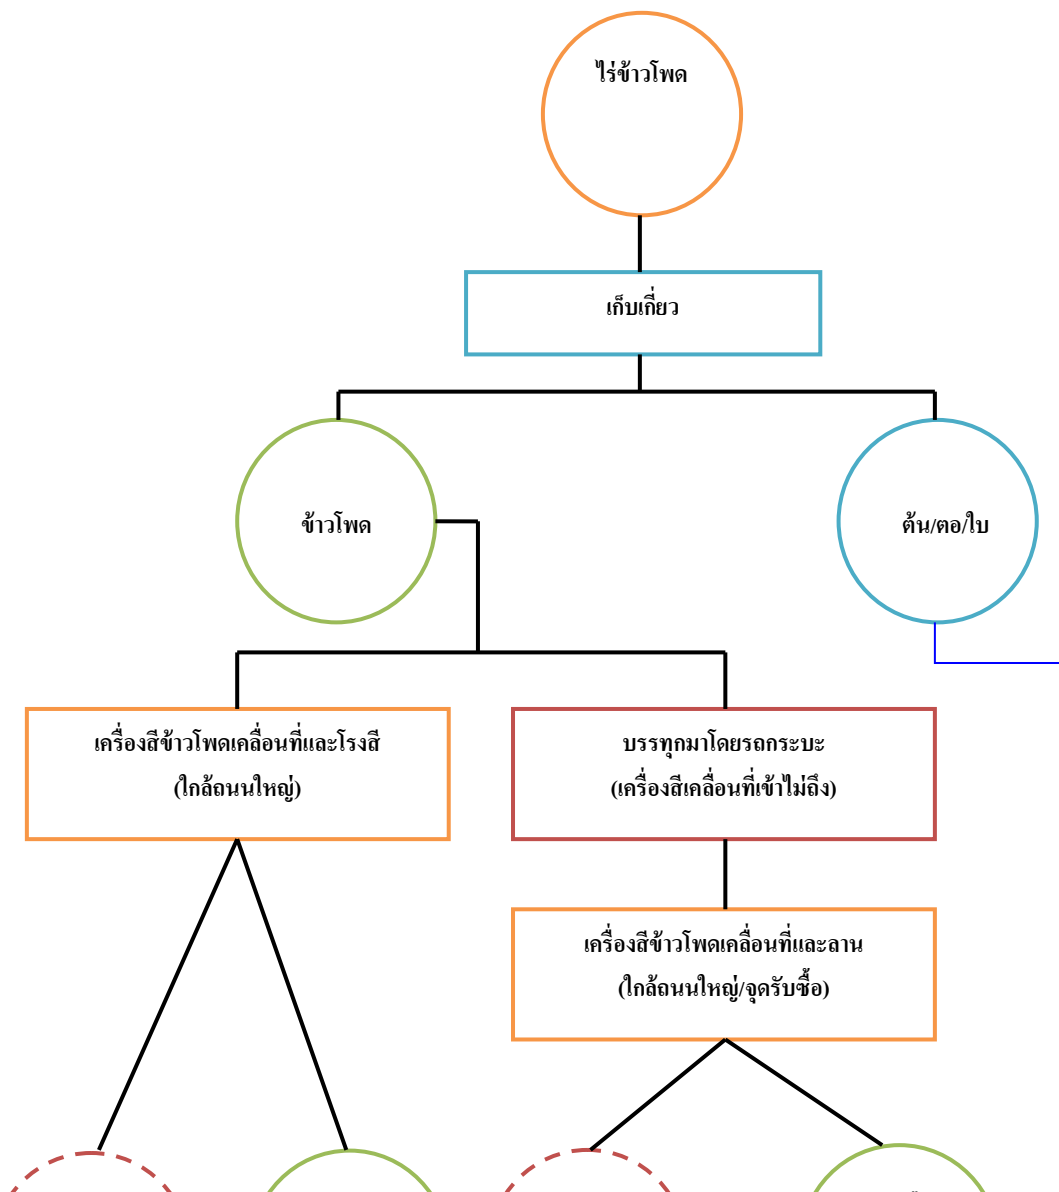 ไร่ข้าวโพด
เก็บเกี่ยว
ข้าวโพด
ต้น/ตอ/ใบ
เครื่องสีข้าวโพดเคลื่อนที่และโรงสี
(ใกล้ถนนใหญ่)
บรรทุกมาโดยรถกระบะ
(เครื่องสีเคลื่อนที่เข้าไม่ถึง)
เครื่องสีข้าวโพดเคลื่อนที่และลาน
(ใกล้ถนนใหญ่/จุดรับซื้อ)